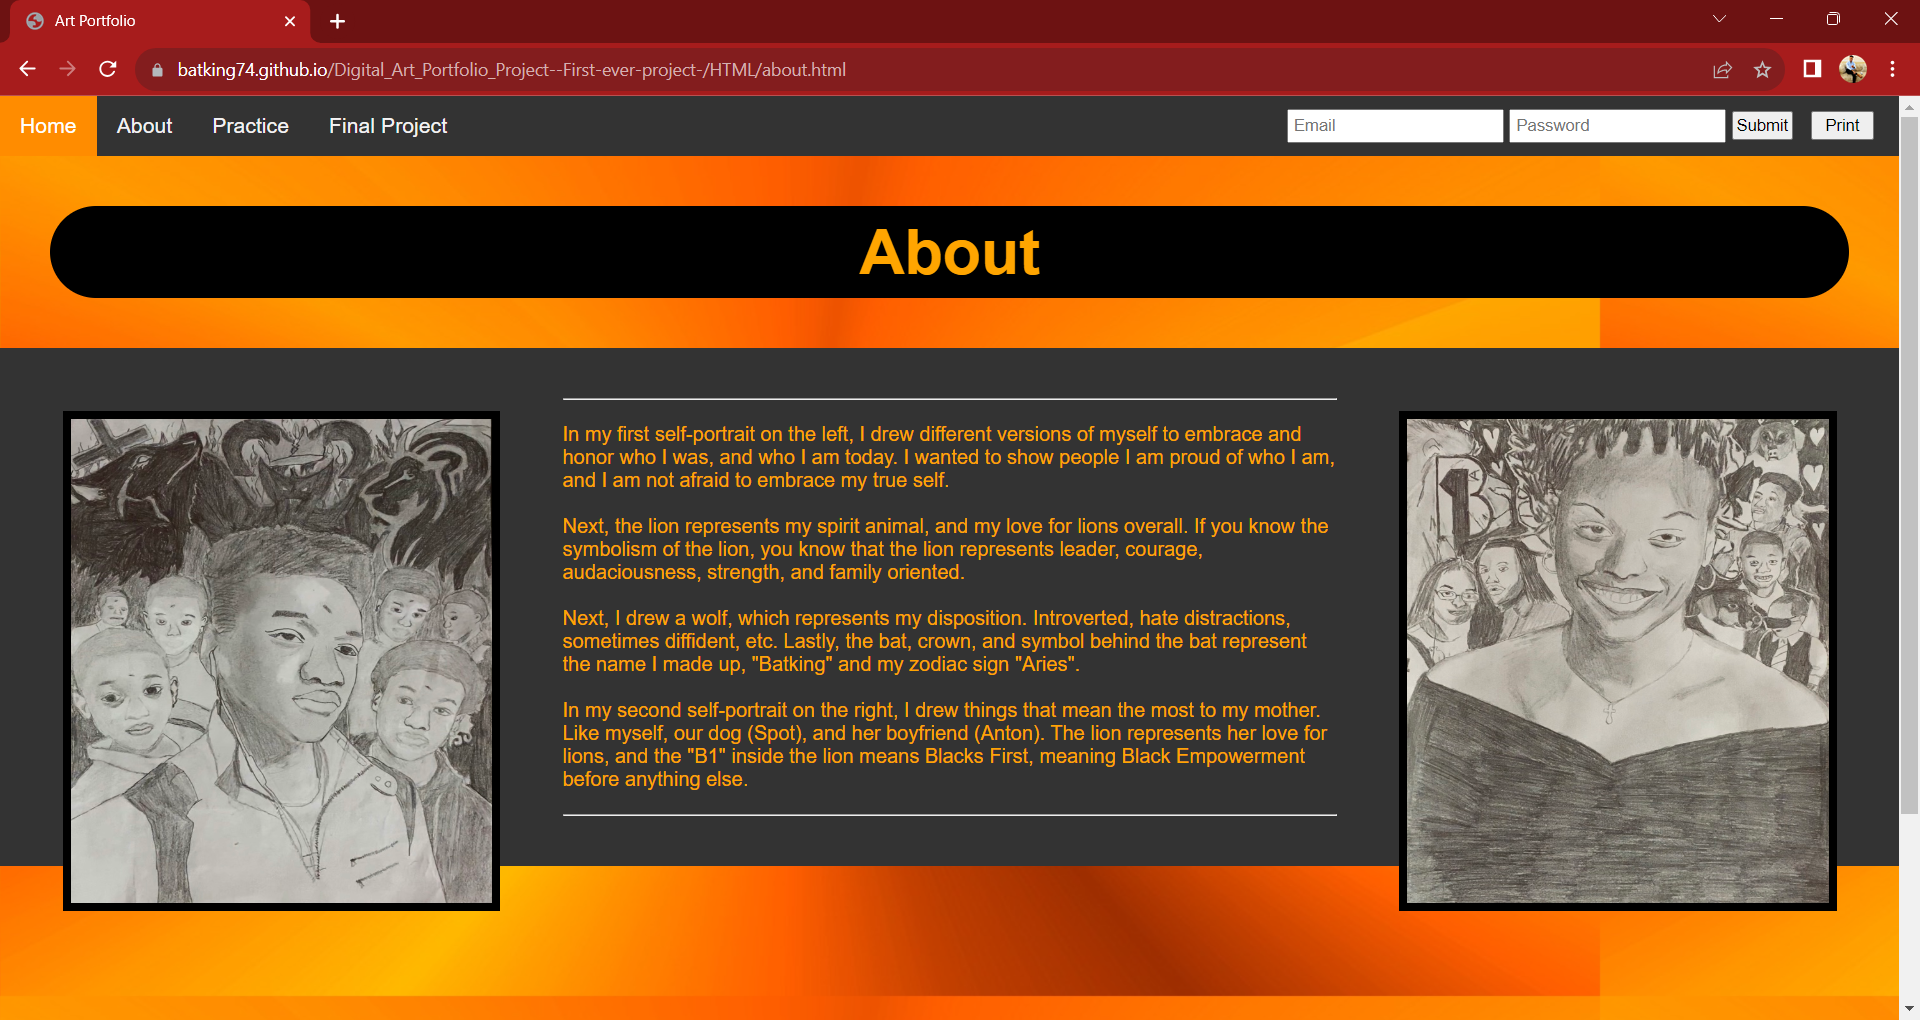 Art Portfolio
batking74.github.io/Digital_Art_Portfolio_Project--First-ever-project-/HTML/about.html
Home About Practice Final Project Email Password Submit Print
About
In my first self-portrait on the left, I drew different versions of myself to embrace and
honor who I was, and who I am today. I wanted to show people I am proud of who I am,
and I am not afraid to embrace my true self.
Next, the lion represents my spirit animal, and my love for lions overall. If you know the
symbolism of the lion, you know that the lion represents leader, courage,
audaciousness, strength, and family oriented.
Next, I drew a wolf, which represents my disposition. Introverted, hate distractions,
sometimes diffident, etc. Lastly, the bat, crown, and symbol behind the bat represent
the name I made up, "Batking" and my zodiac sign "Aries".
In my second self-portrait on the right, I drew things that mean the most to my mother.
Like myself, our dog (Spot), and her boyfriend (Anton). The lion represents her love for
lions, and the "B1" inside the lion means Blacks First, meaning Black Empowerment
before anything else.
B1